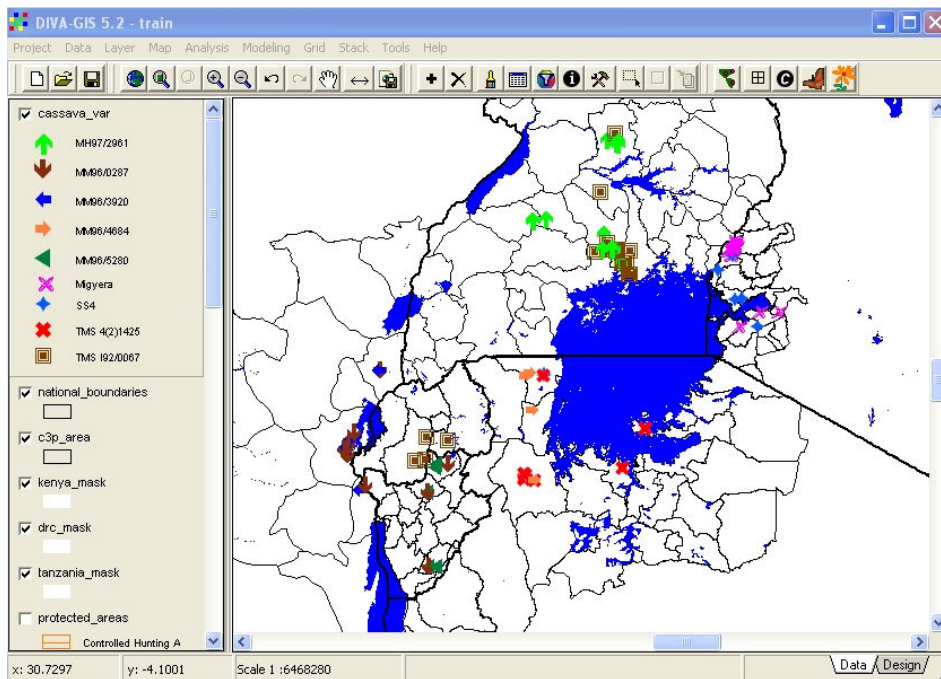 DIVA-GIS 5.2 - train
Project Data Layer Map Analysis Modeling Grid Stack Tools Help
cassava_var
MH97/2961
MM96/0287
MM96/3920
MM96/4684
MM96/5280
Migyera
SS4
TMS 4(2)1425
TMS I92/0067
national_boundaries
c3p_area
kenya_mask
drc_mask
tanzania_mask
protected_areas
Controlled Hunting A
x: 30.7297 y: -4.1001 Scale 1 :6468280 Data Design